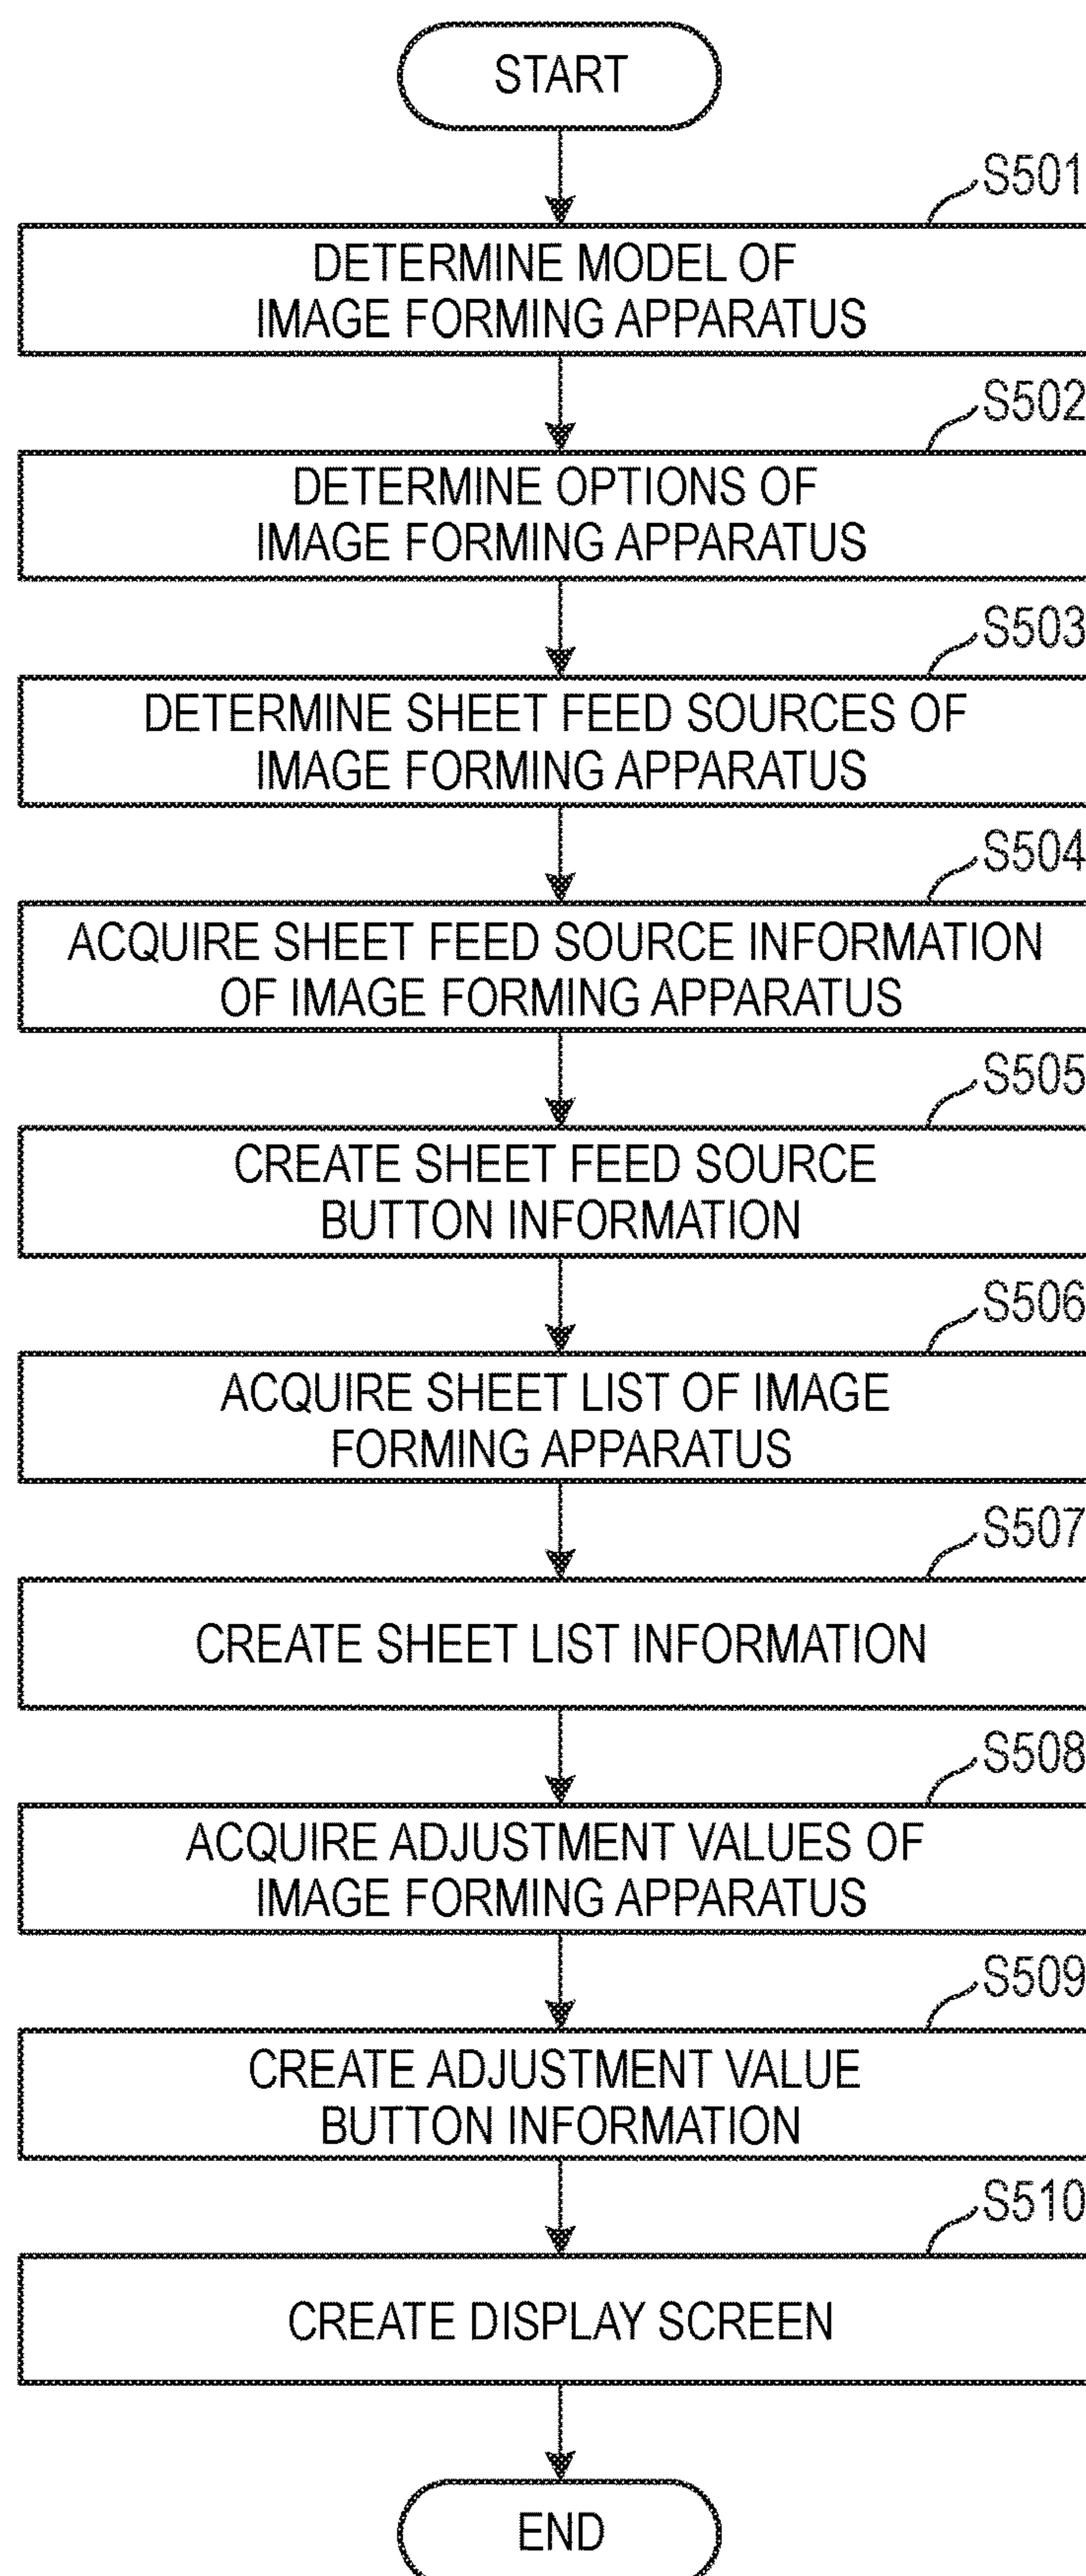 START
S501
DETERMINE MODEL OF
IMAGE FORMING APPARATUS
S502
DETERMINE OPTIONS OF
IMAGE FORMING APPARATUS
S503
DETERMINE SHEET FEED SOURCES OF
IMAGE FORMING APPARATUS
S504
ACQUIRE SHEET FEED SOURCE INFORMATION
OF IMAGE FORMING APPARATUS
S505
CREATE SHEET FEED SOURCE
BUTTON INFORMATION
S506
ACQUIRE SHEET LIST OF IMAGE
FORMING APPARATUS
S507
CREATE SHEET LIST INFORMATION
S508
ACQUIRE ADJUSTMENT VALUES OF
IMAGE FORMING APPARATUS
S509
CREATE ADJUSTMENT VALUE
BUTTON INFORMATION
S510
CREATE DISPLAY SCREEN
END